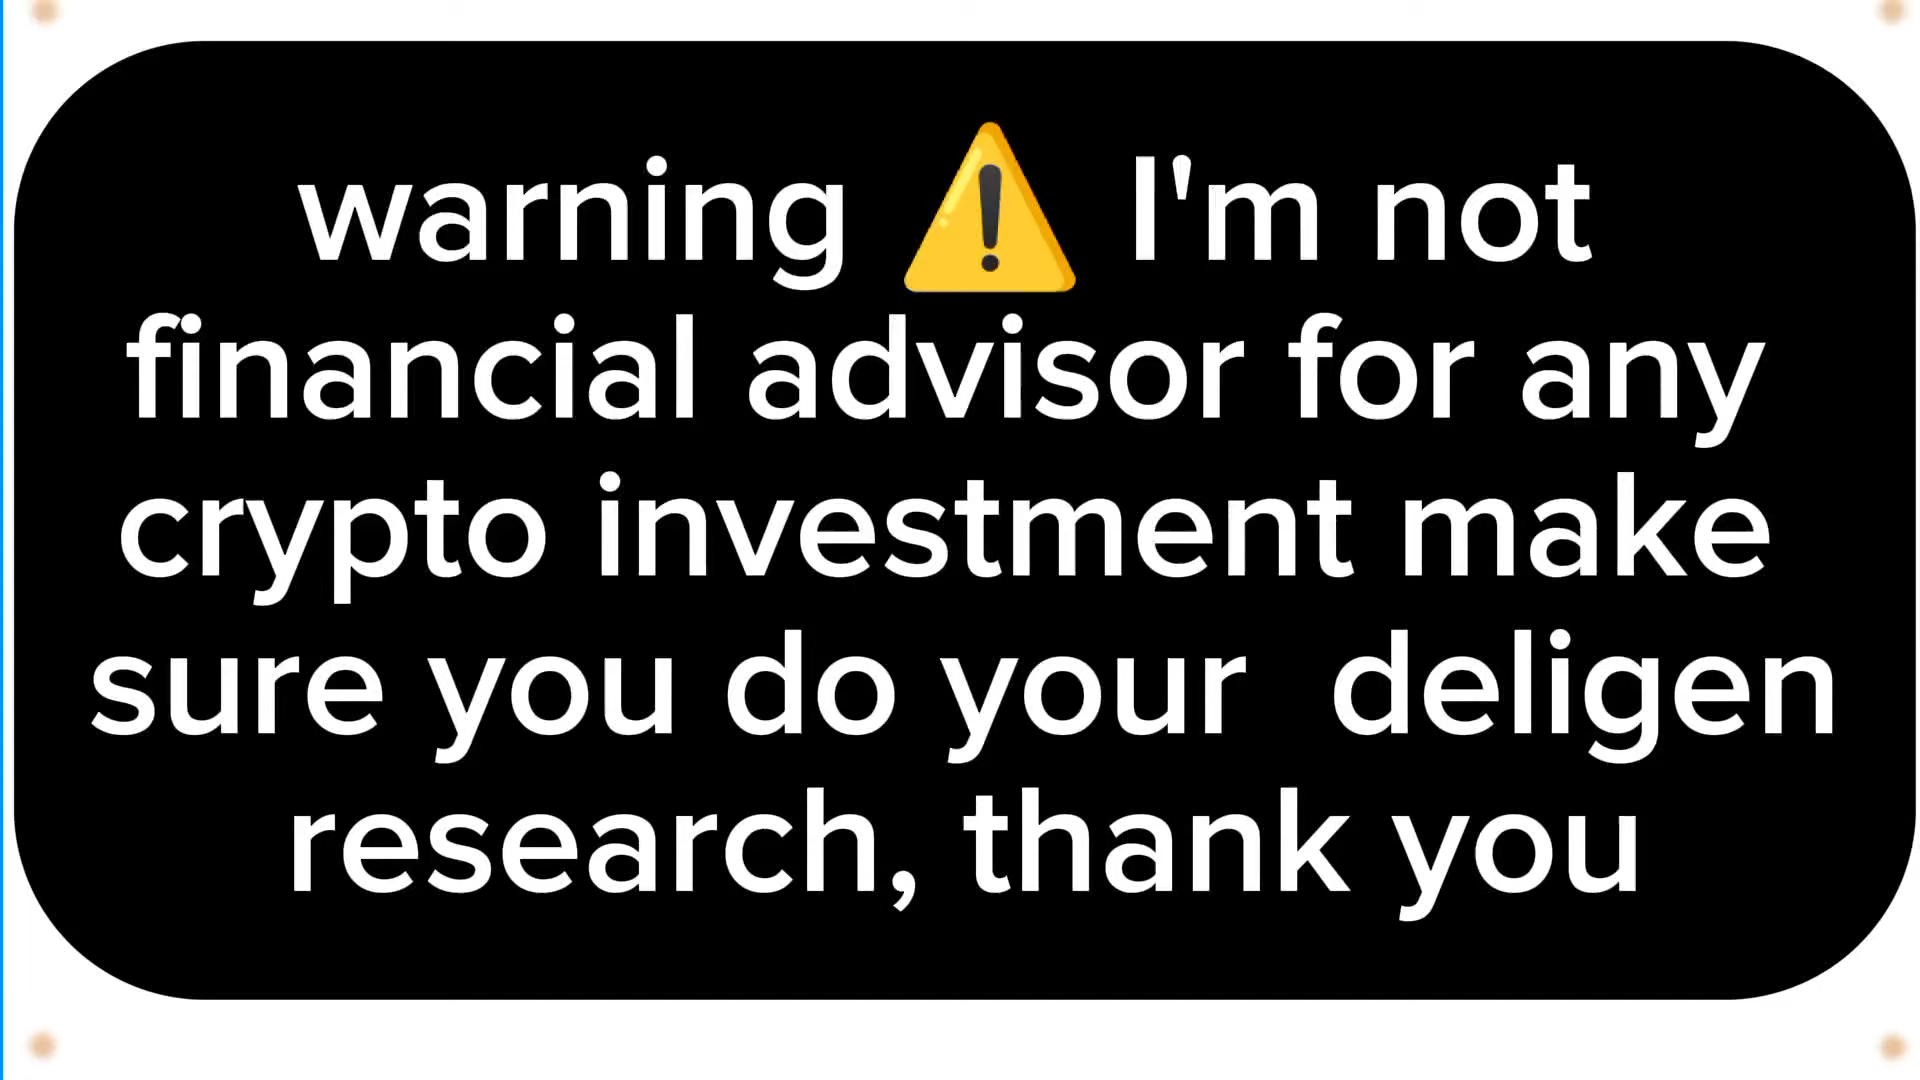 warning ⚠️ I'm not
financial advisor for any
crypto investment make
sure you do your  deligen
research, thank you